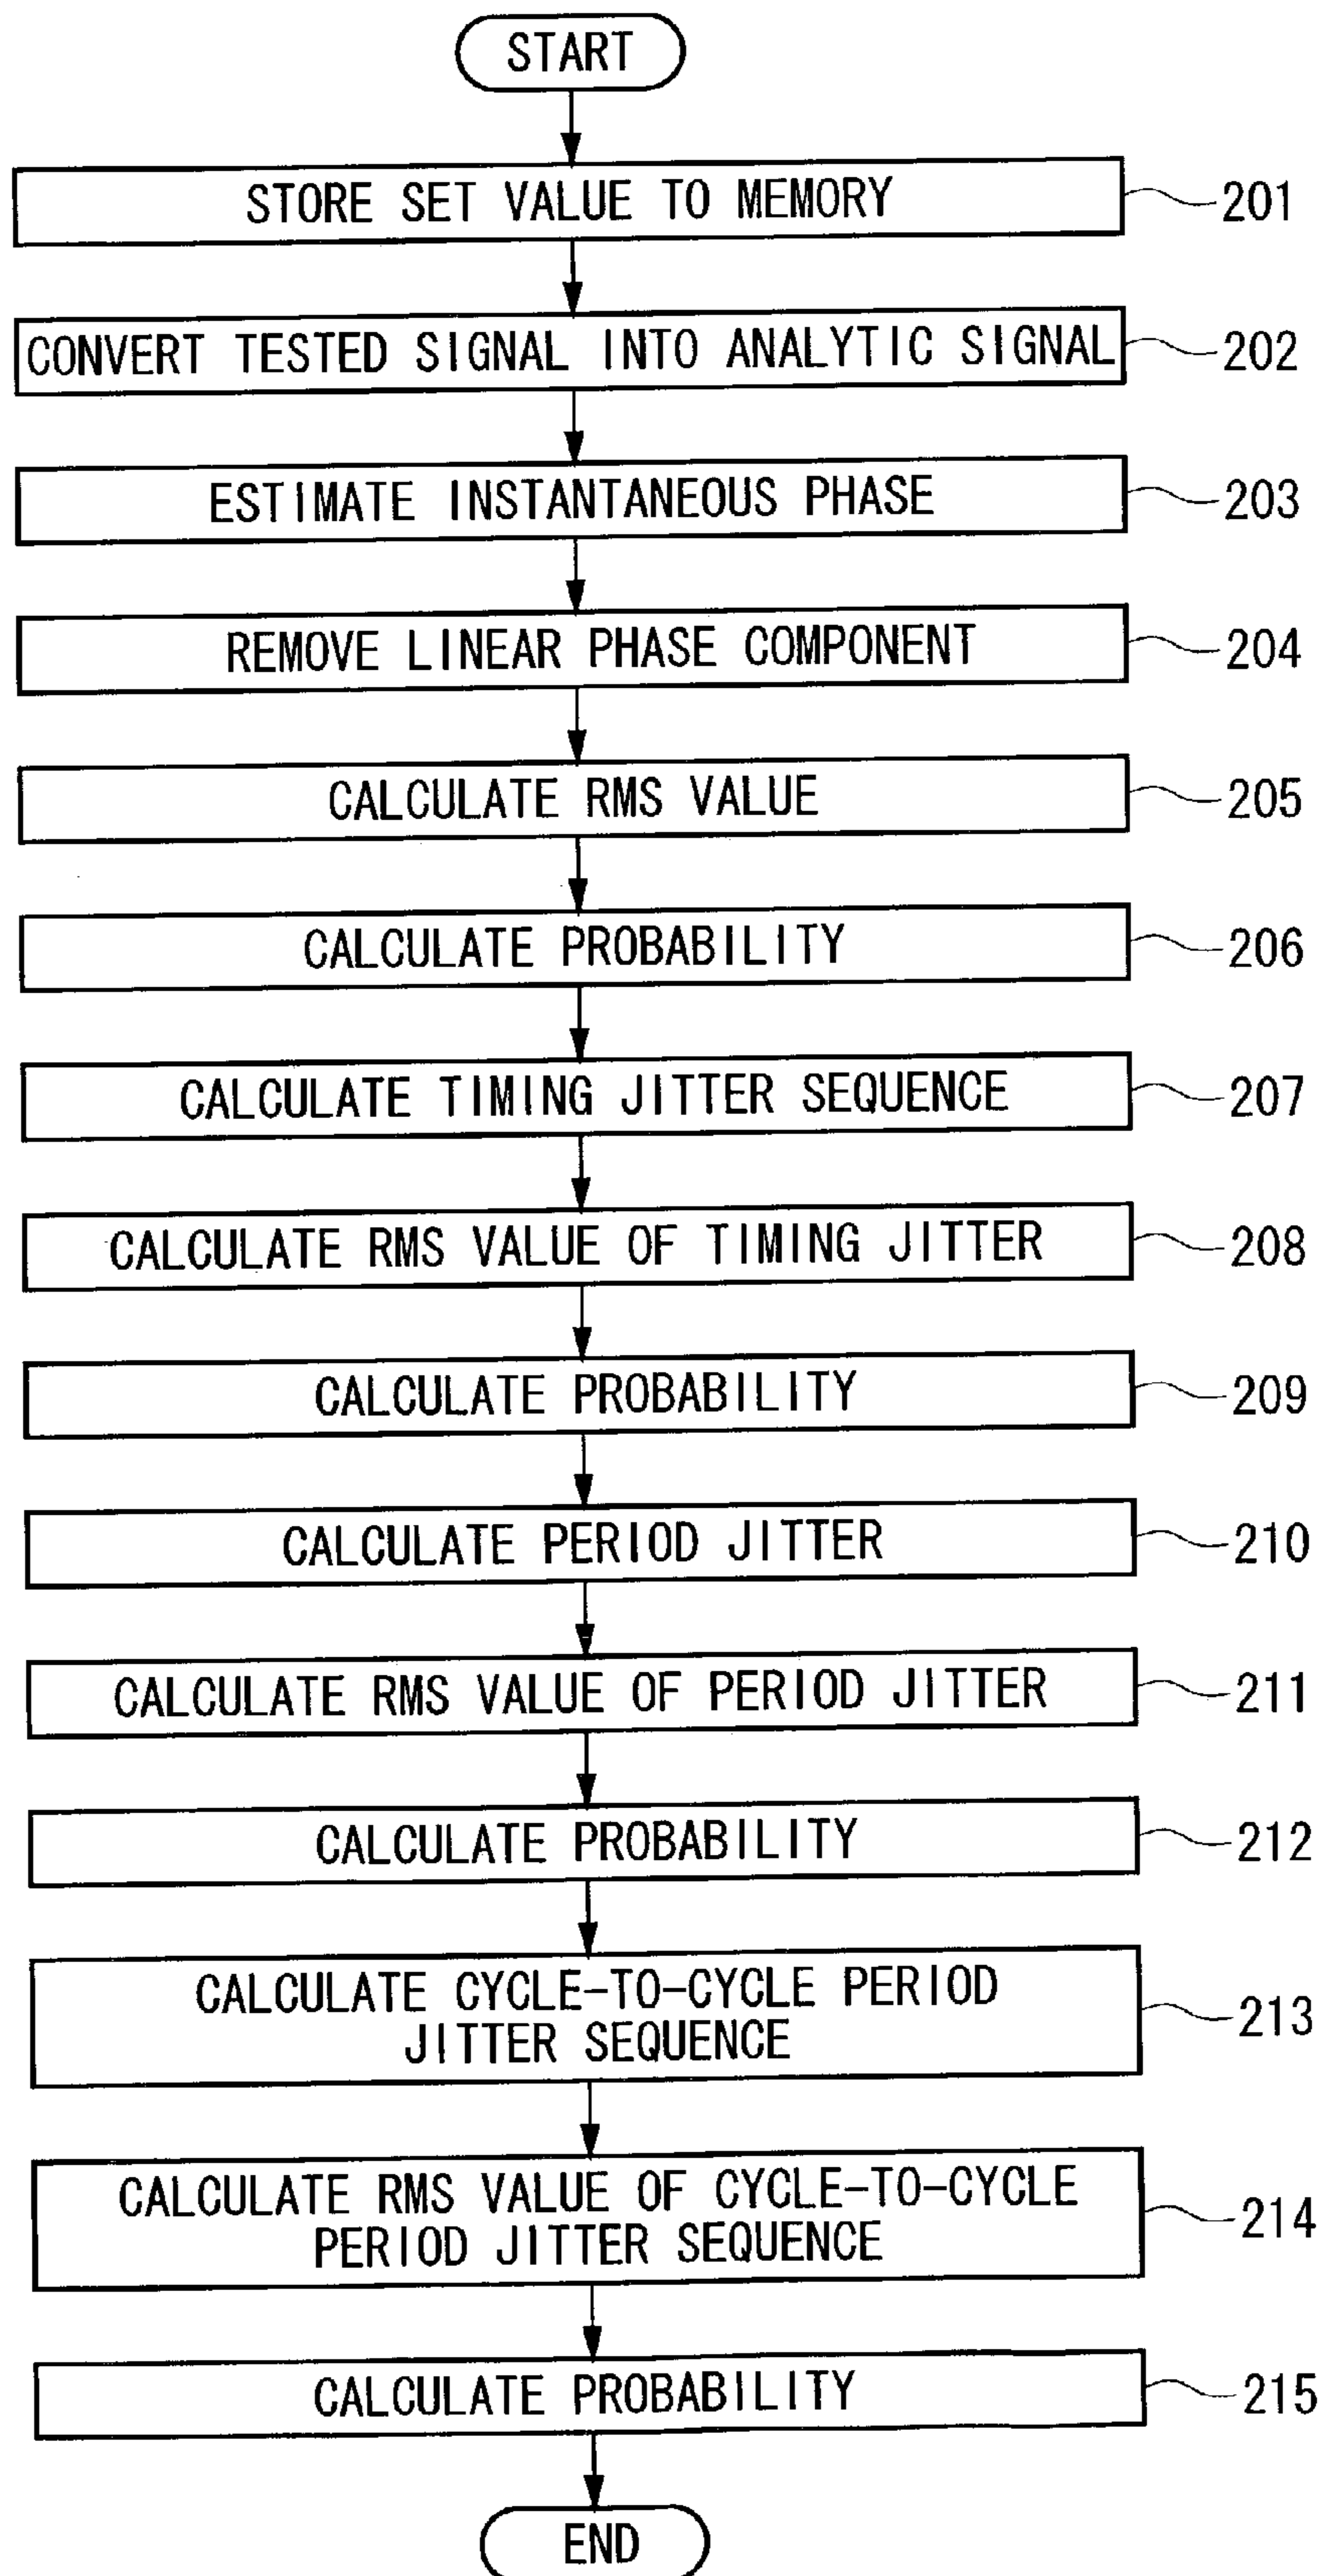 START
STORE SET VALUE TO MEMORY
201
CONVERT TESTED SIGNAL INTO ANALYTIC SIGNAL
202
ESTIMATE INSTANTANEOUS PHASE
203
REMOVE LINEAR PHASE COMPONENT
204
CALCULATE RMS VALUE
205
CALCULATE PROBABILITY
206
CALCULATE TIMING JITTER SEQUENCE
207
CALCULATE RMS VALUE OF TIMING JITTER
208
CALCULATE PROBABILITY
209
CALCULATE PERIOD JITTER
210
CALCULATE RMS VALUE OF PERIOD JITTER
211
CALCULATE PROBABILITY
212
CALCULATE CYCLE-TO-CYCLE PERIOD
JITTER SEQUENCE
213
CALCULATE RMS VALUE OF CYCLE-TO-CYCLE
PERIOD JITTER SEQUENCE
214
CALCULATE PROBABILITY
215
END